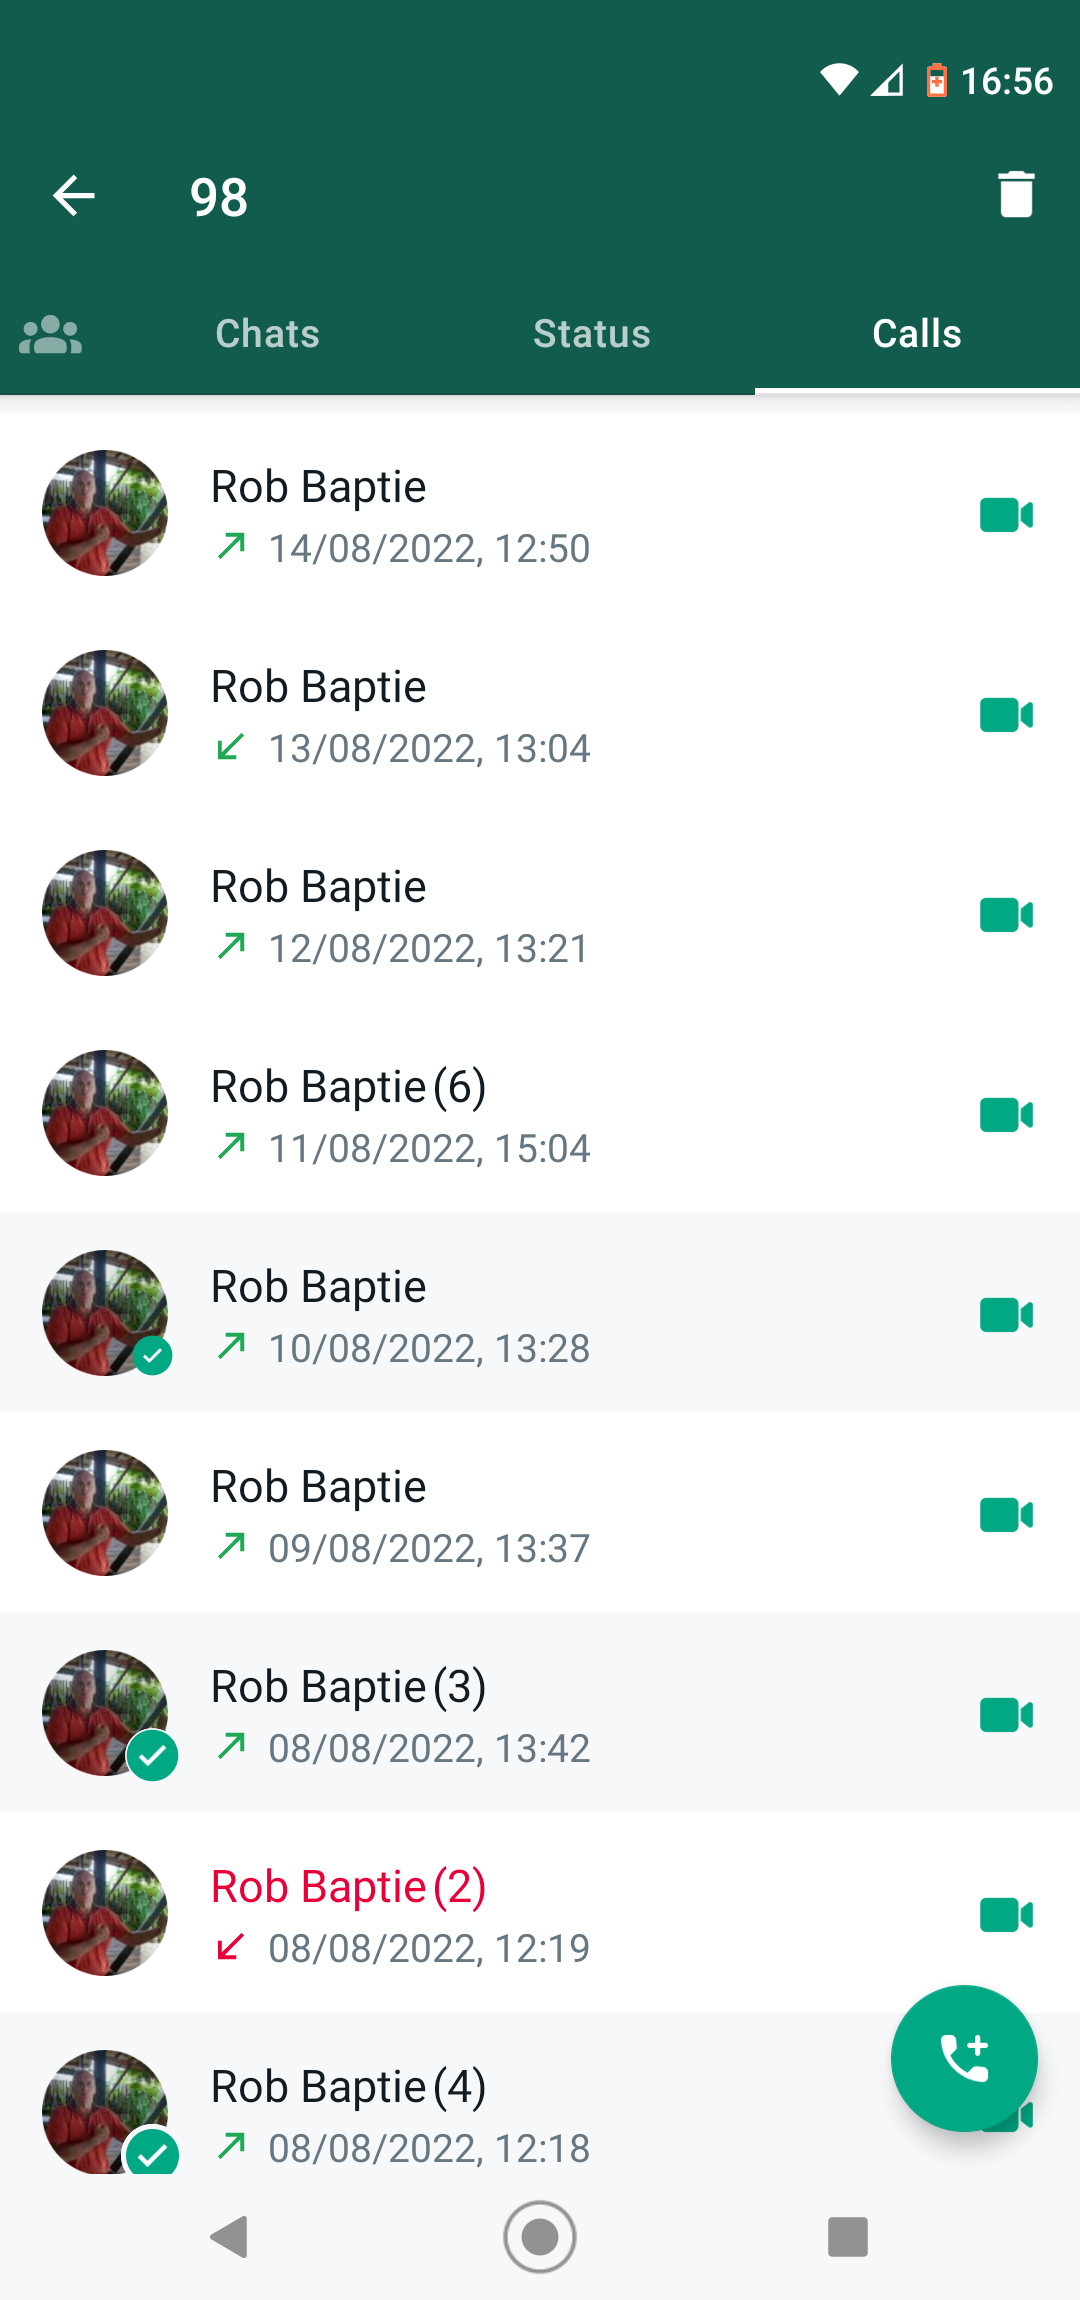 16:56
98
Chats Status Calls
Rob Baptie
14/08/2022, 12:50
Rob Baptie
13/08/2022, 13:04
Rob Baptie
12/08/2022, 13:21
Rob Baptie (6)
11/08/2022, 15:04
Rob Baptie
10/08/2022, 13:28
Rob Baptie
09/08/2022, 13:37
Rob Baptie (3)
08/08/2022, 13:42
Rob Baptie (2)
08/08/2022, 12:19
Rob Baptie (4)
08/08/2022, 12:18